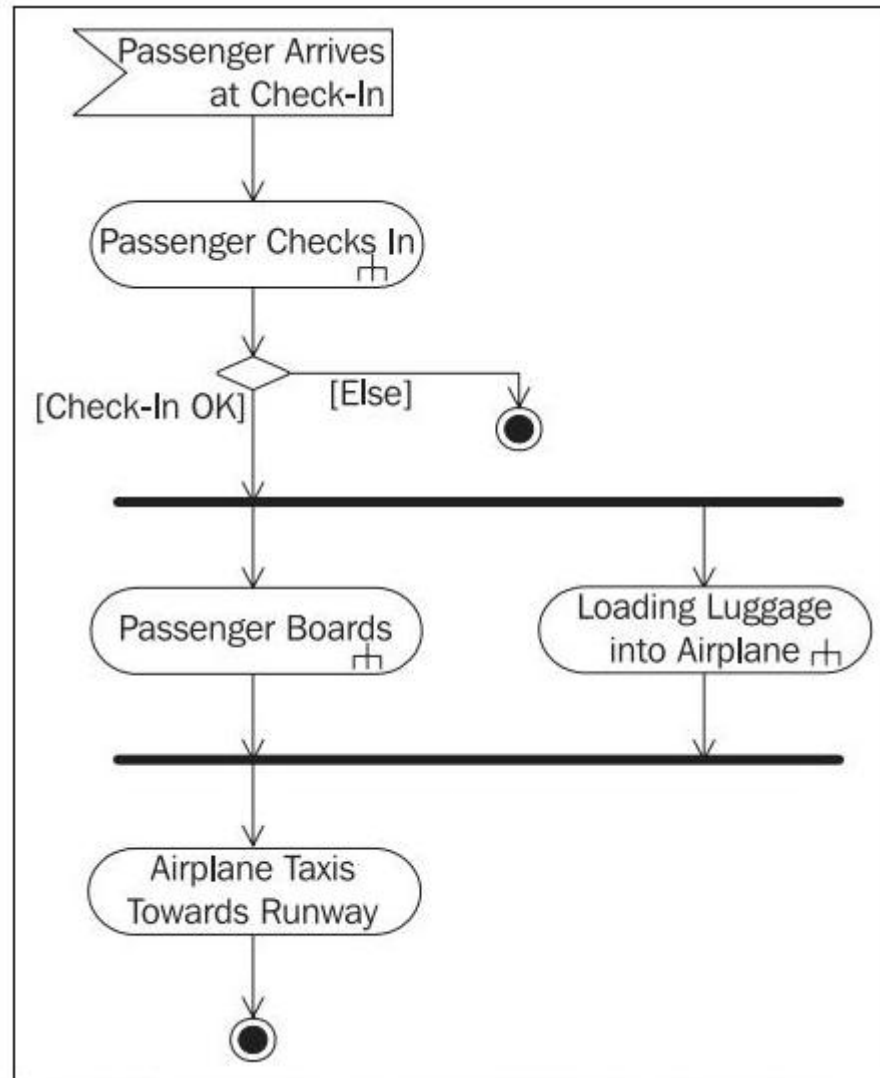 Passenger Arrives
at Check-In
Passenger Checks In
[Check-In OK]
[Else]
Passenger Boards
Loading Luggage
into Airplane
Airplane Taxis
Towards Runway